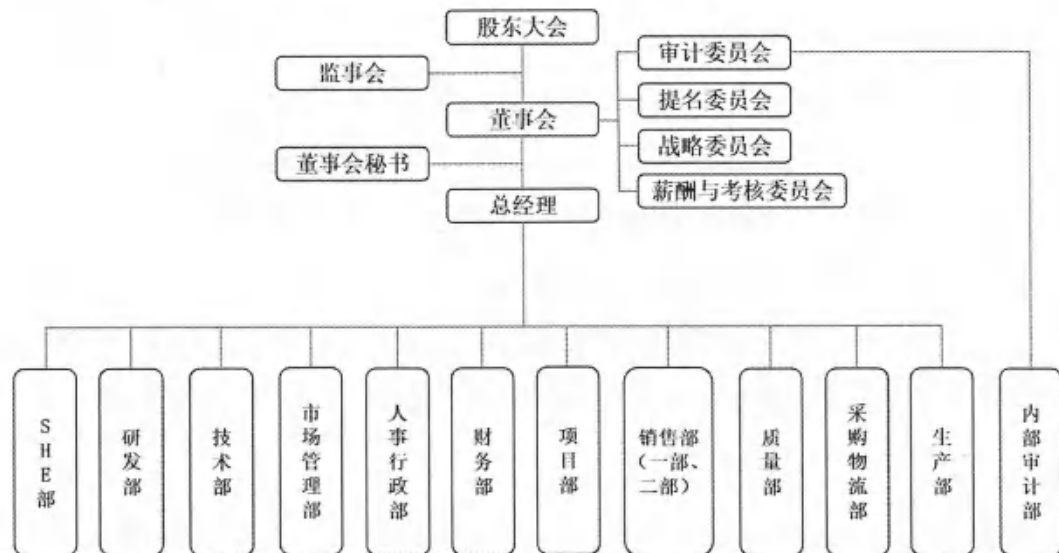 股东大会
监事会
审计委员会
提名委员会
董事会
战略委员会
董事会秘书
薪酬与考核委员会
总经理
SHE部
研发部
技术部
市场管理部
人事行政部
财务部
项目部
销售部
（一部、
二部）
质量部
采购物流部
生产部
内部审计部